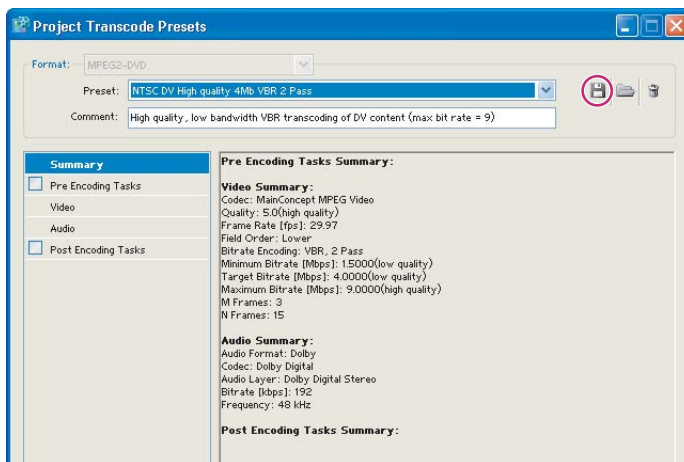 Project Transcode Presets
Format: MPEG2-DVD
Preset: NTSC DV High quality 4Mb VBR 2 Pass
Comment: High quality, low bandwidth VBR transcoding of DV content (max bit rate = 9)
Summary
Pre Encoding Tasks
Video
Audio
Post Encoding Tasks
Pre Encoding Tasks Summary:
Video Summary:
Codec: MainConcept MPEG Video
Quality: 5.0(high quality)
Frame Rate [fps]: 29.97
Field Order: Lower
Bitrate Encoding: VBR, 2 Pass
Minimum Bitrate [Mbps]: 1.5000(low quality)
Target Bitrate [Mbps]: 4.0000(low quality)
Maximum Bitrate [Mbps]: 9.0000(high quality)
M Frames: 3
N Frames: 15
Audio Summary:
Audio Format: Dolby
Codec: Dolby Digital
Audio Layer: Dolby Digital Stereo
Bitrate [kbps]: 192
Frequency: 48 kHz
Post Encoding Tasks Summary: